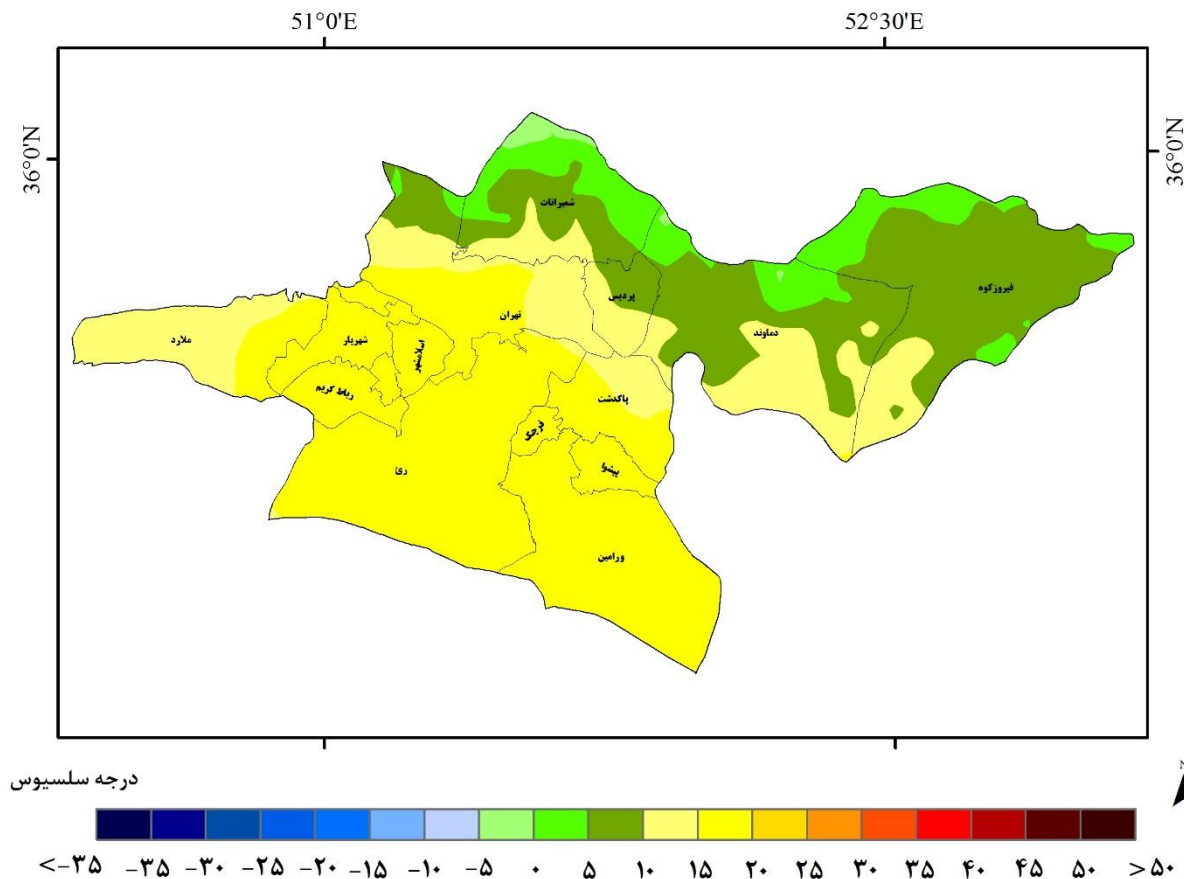 51°0'E 52°30'E
36°0'N 36°0'N
شمیرانات
فیروزکوه
پردیس
تهران
دماوند
ملارد
شهریار
اسلامشهر
رباط کریم
پاکدشت
قرچک
ری
پیشوا
ورامین
درجه سلسیوس
N
<-۳۵ -۳۵ -۳۰ -۲۵ -۲۰ -۱۵ -۱۰ -۵ ۰ ۵ ۱۰ ۱۵ ۲۰ ۲۵ ۳۰ ۳۵ ۴۰ ۴۵ ۵۰ >۵۰